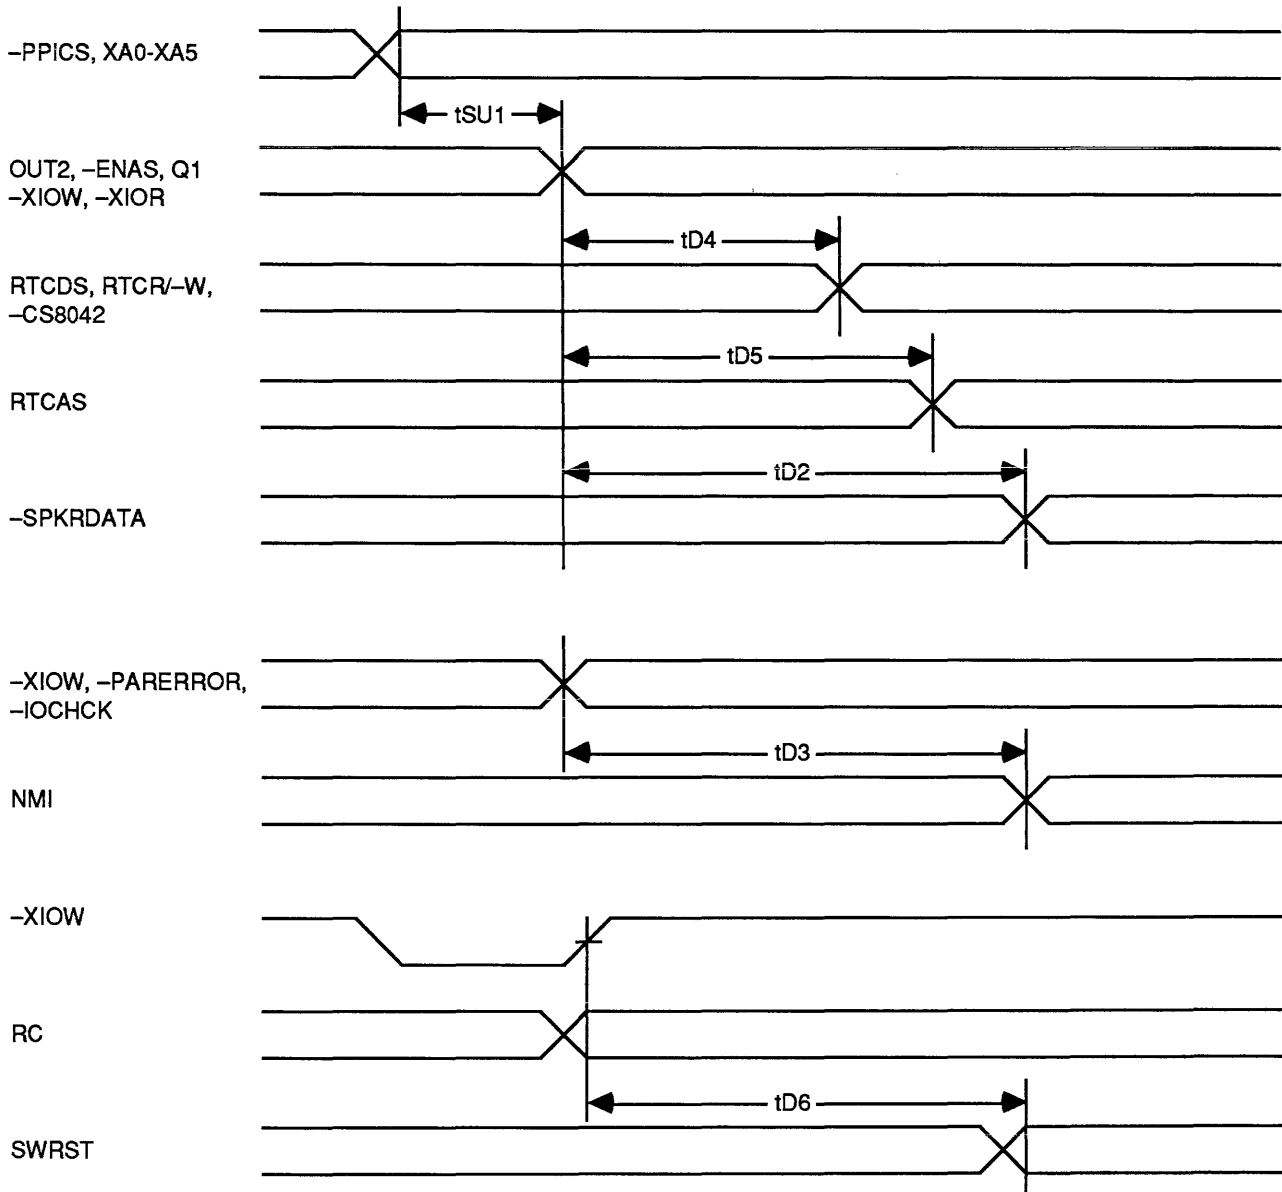 –PPICS, XA0-XA5
tSU1
OUT2, –ENAS, Q1
–XIOW, –XIOR
tD4
RTCDS, RTCR/–W,
–CS8042
tD5
RTCAS
tD2
–SPKRDATA
–XIOW, –PARERROR,
–IOCHCK
tD3
NMI
–XIOW
RC
tD6
SWRST